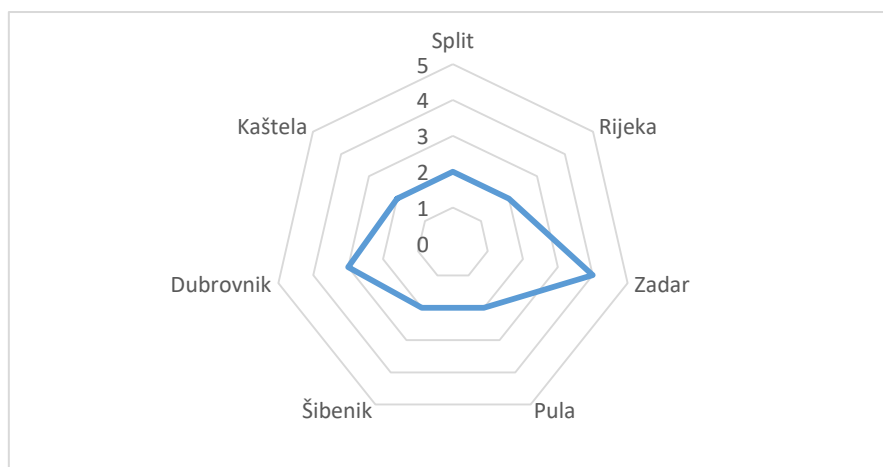 Split
5
4
3
2
1
0
Rijeka
Zadar
Pula
Šibenik
Dubrovnik
Kaštela